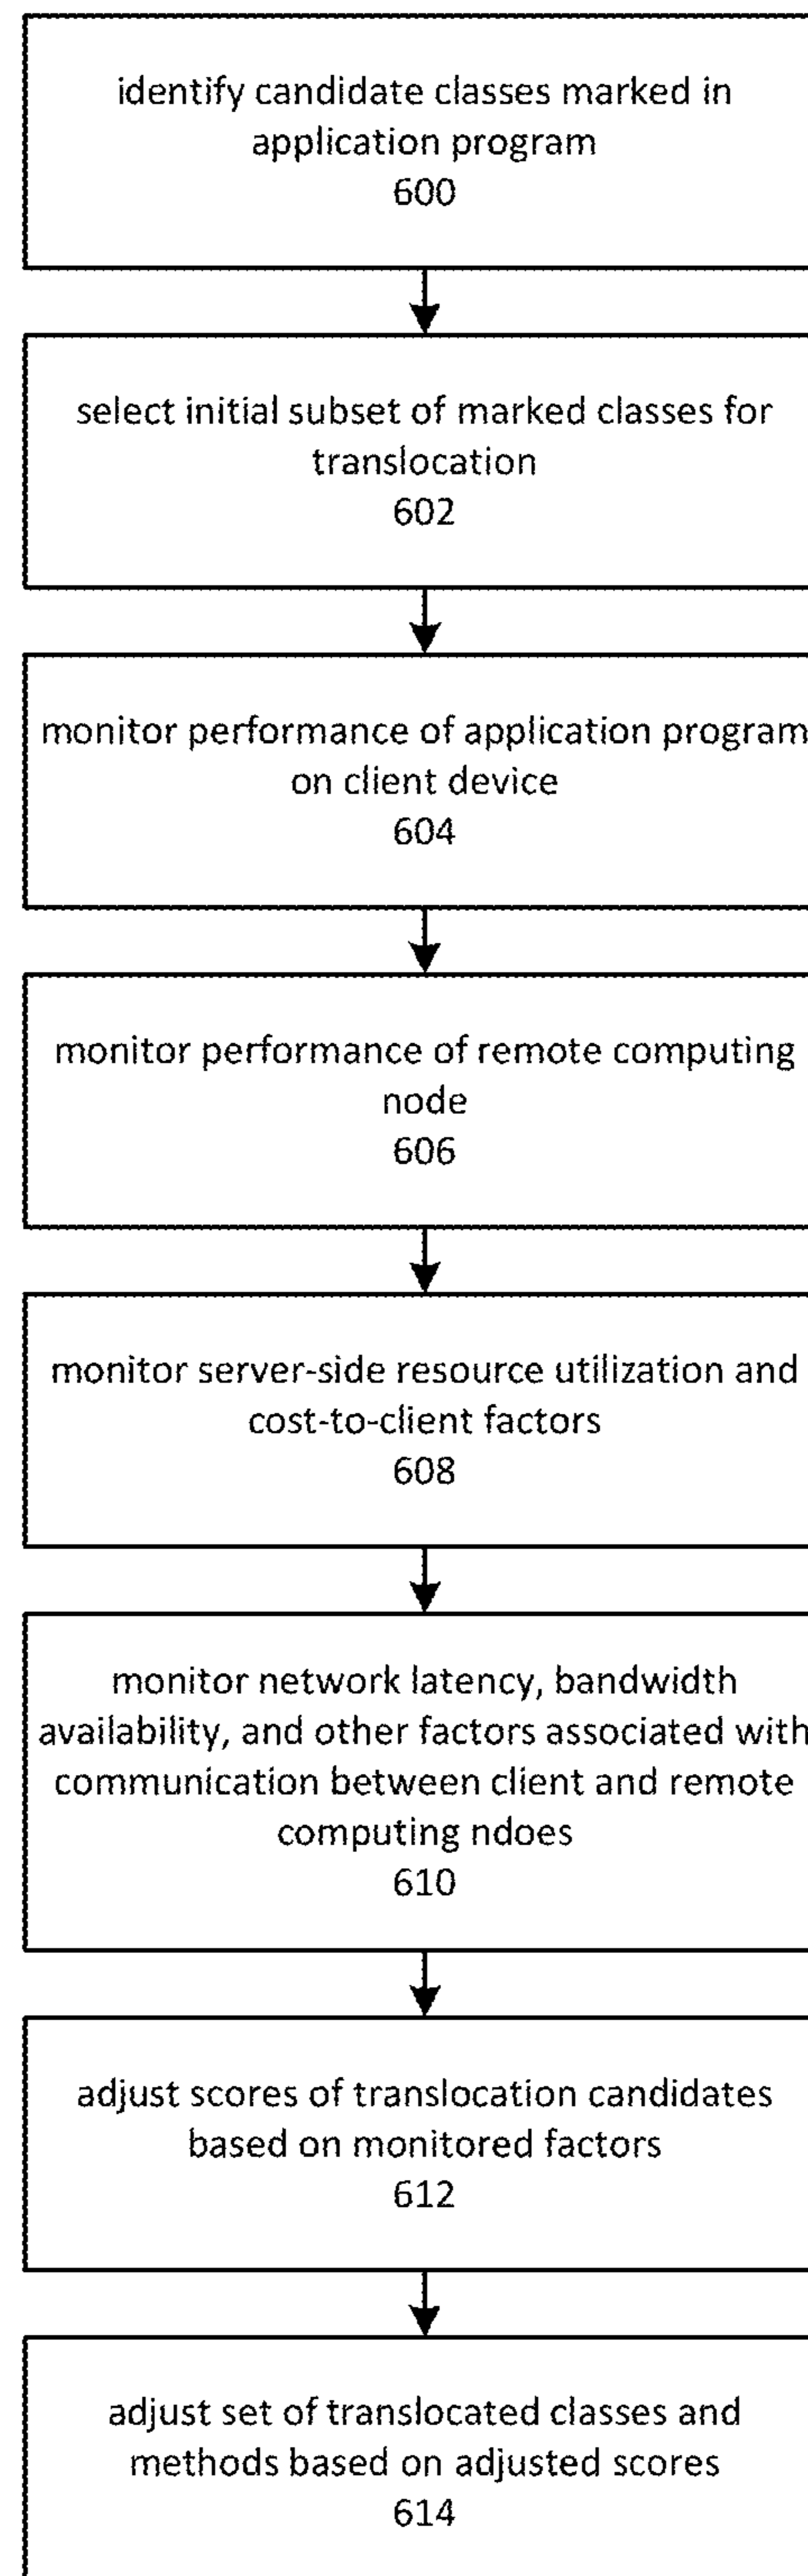 identify candidate classes marked in
application program
600
select initial subset of marked classes for
translocation
602
monitor performance of application program
on client device
604
monitor performance of remote computing
node
606
monitor server-side resource utilization and
cost-to-client factors
608
monitor network latency, bandwidth
availability, and other factors associated with
communication between client and remote
computing ndoes
610
adjust scores of translocation candidates
based on monitored factors
612
adjust set of translocated classes and
methods based on adjusted scores
614